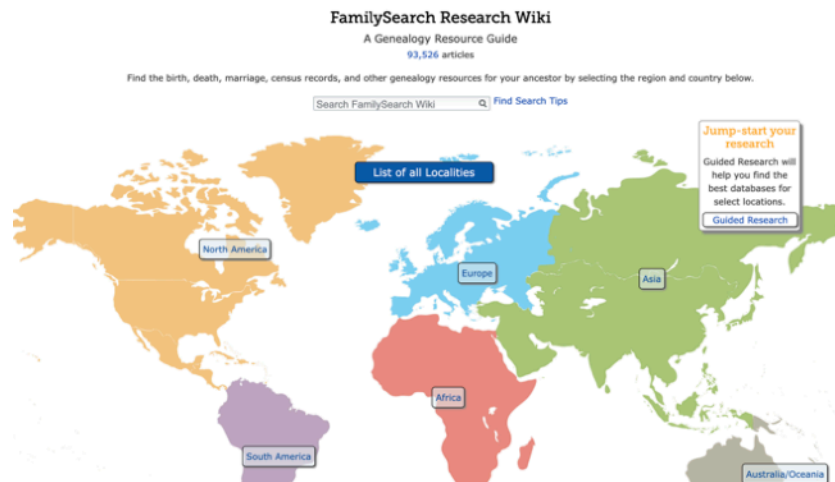 FamilySearch Research Wiki
A Genealogy Resource Guide
93,526 articles
Find the birth, death, marriage, census records, and other genealogy resources for your ancestor by selecting the region and country below.
Search FamilySearch Wiki
Find Search Tips
Jump-start your
research
Guided Research will
help you find the
best databases for
select locations.
Guided Research
List of all Localities
North America
Europe
Asia
Africa
South America
Australia/Oceania